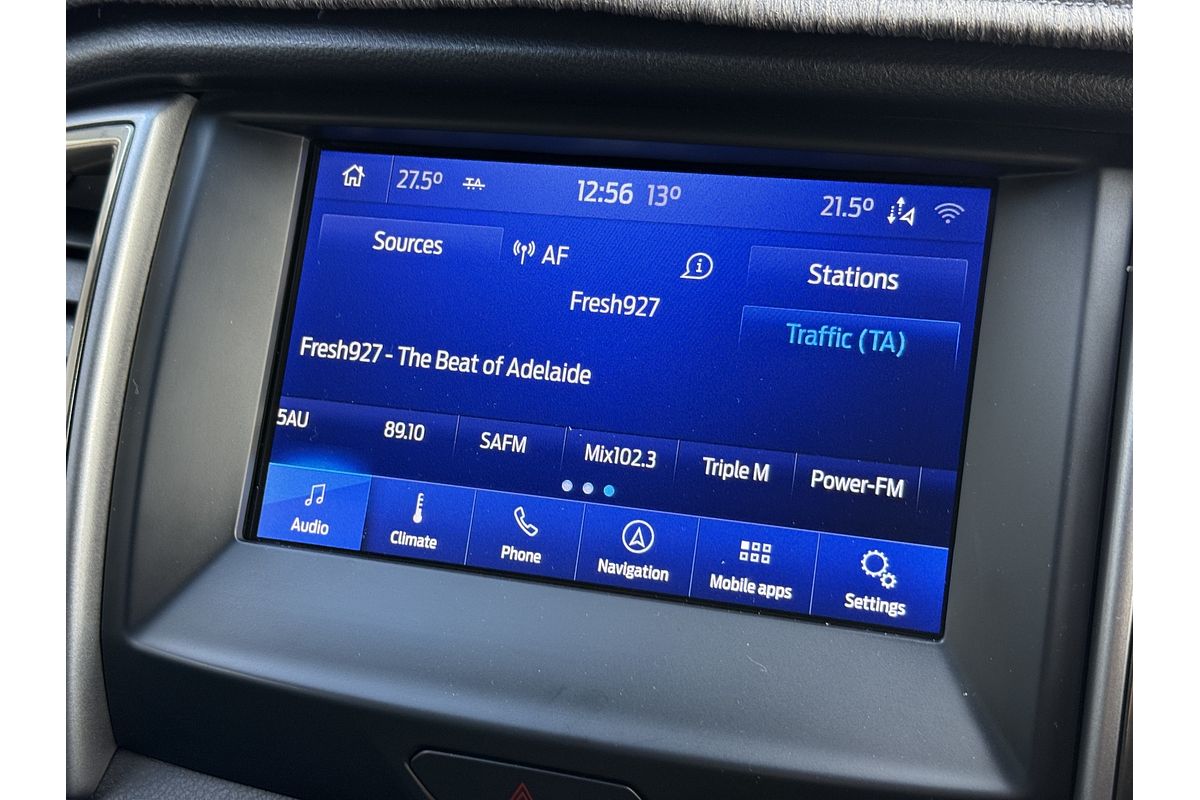 27.5° TA 12:56 13° 21.5°
Sources AF Stations
Fresh927
Traffic (TA)
Fresh927 - The Beat of Adelaide
5AU 89.10 SAFM Mix102.3 Triple M Power-FM
Audio Climate Phone Navigation Mobile apps Settings